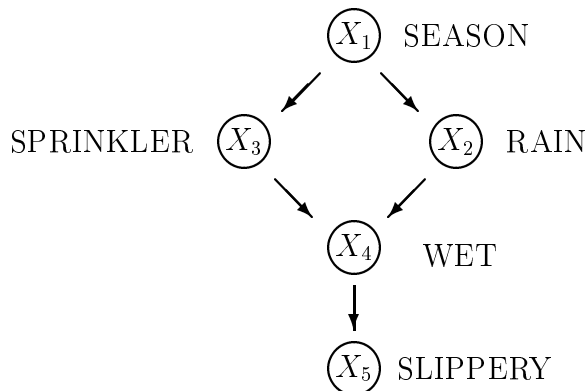 X₁ SEASON
SPRINKLER X₃ X₂ RAIN
X₄ WET
X₅ SLIPPERY